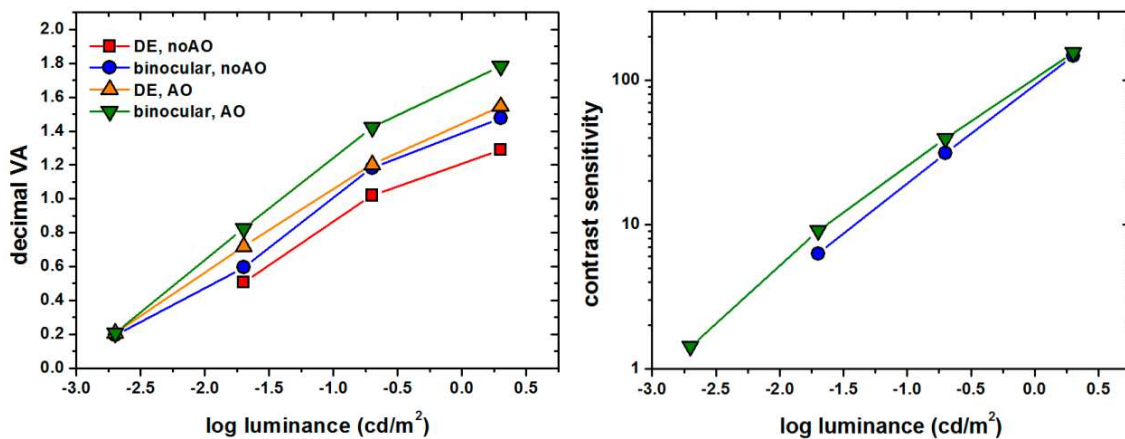 2.0
1.8
1.6
1.4
1.2
1.0
0.8
0.6
0.4
0.2
0.0
decimal VA
DE, noAO
binocular, noAO
DE, AO
binocular, AO
-3.0 -2.5 -2.0 -1.5 -1.0 -0.5 0.0 0.5
log luminance (cd/m²)
100
10
1
contrast sensitivity
-3.0 -2.5 -2.0 -1.5 -1.0 -0.5 0.0 0.5
log luminance (cd/m²)